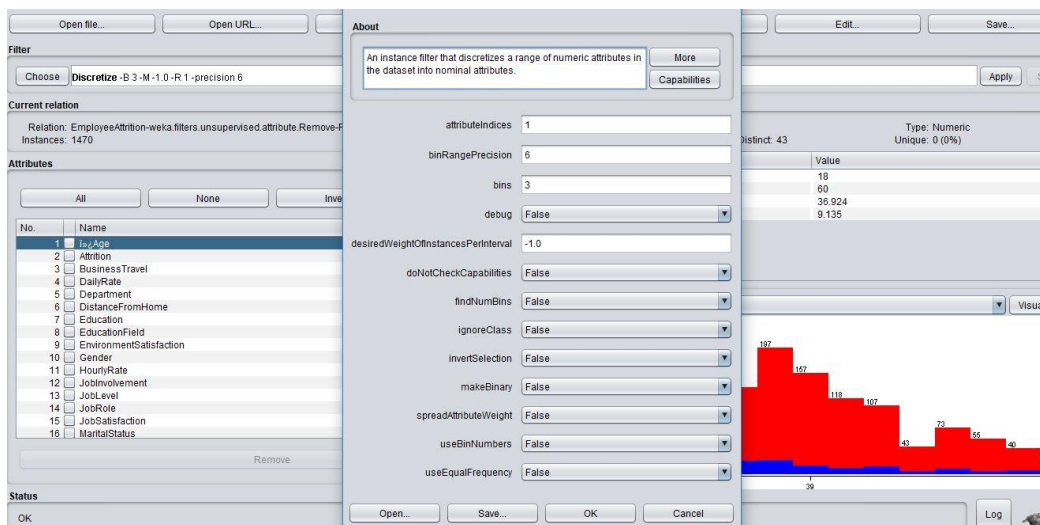 Open file...
Open URL...
Edit...
Save...
Filter
Choose
Discretize -B 3 -M -1.0 -R 1 -precision 6
Apply
Current relation
Relation: EmployeeAttrition-weka.filters.unsupervised.attribute.Remove-
Instances: 1470
Attributes
All
None
Inve
No.
Name
1 ï»¿Age
2 Attrition
3 BusinessTravel
4 DailyRate
5 Department
6 DistanceFromHome
7 Education
8 EducationField
9 EnvironmentSatisfaction
10 Gender
11 HourlyRate
12 JobInvolvement
13 JobLevel
14 JobRole
15 JobSatisfaction
16 MaritalStatus
Remove
Status
OK
About
An instance filter that discretizes a range of numeric attributes in
the dataset into nominal attributes.
More
Capabilities
attributeIndices 1
binRangePrecision 6
bins 3
debug False
desiredWeightOfInstancesPerInterval -1.0
doNotCheckCapabilities False
findNumBins False
ignoreClass False
invertSelection False
makeBinary False
spreadAttributeWeight False
useBinNumbers False
useEqualFrequency False
Open...
Save...
OK
Cancel
Type: Numeric
Distinct: 43
Unique: 0 (0%)
Value
18
60
36.924
9.135
Visua
197
157
118
107
43
73
55
40
39
Log